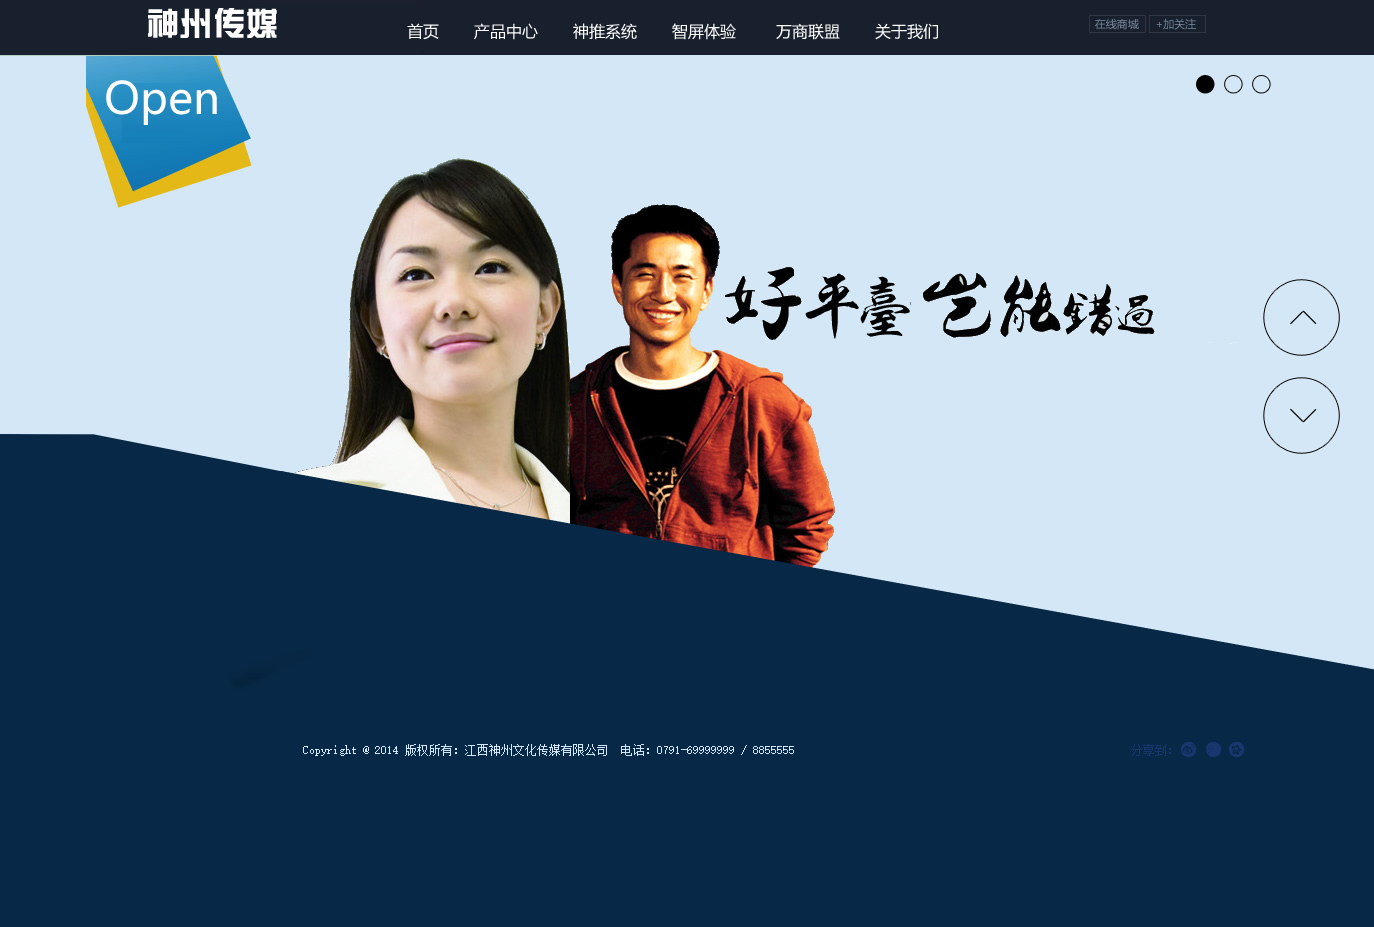 神州传媒
首页 产品中心 神推系统 智屏体验 万商联盟 关于我们
在线商城 +加关注
Open
好平臺岂能錯過
Copyright @ 2014 版权所有: 江西神州文化传媒有限公司 电话: 0791-69999999 / 8855555
分享到: